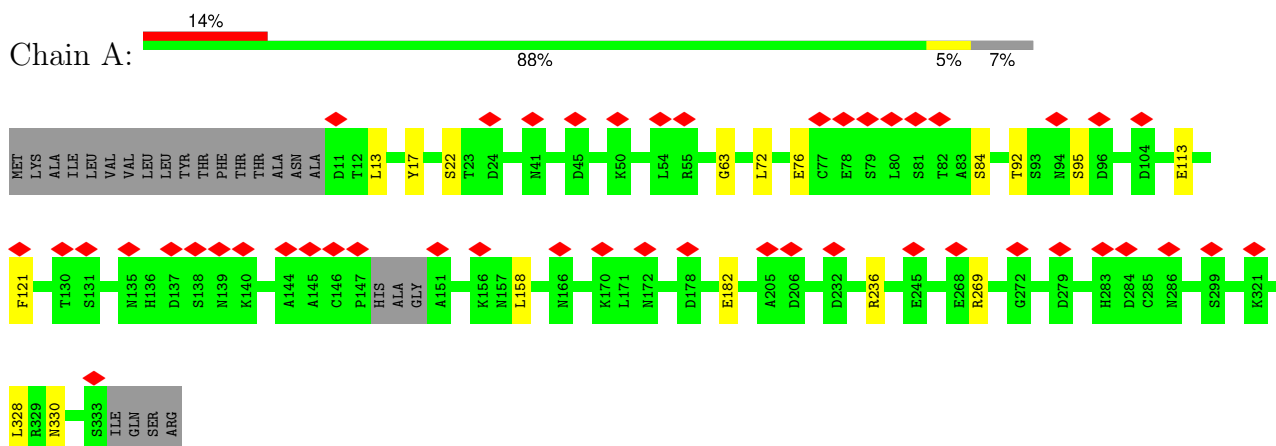 14%
Chain A:
88% 5% 7%
MET LYS ALA ILE LEU VAL VAL LEU LEU TYR THR PHE THR THR ALA ASN ALA D11 T12 L13 Y17 S22 T23 D24 N41 D45 K50 L54 R55 G63 L72 E76 C77 E78 S79 L80 S81 T82 A83 S84 T92 S93 N94 S95 D96 D104 E113
F121 T130 S131 N135 H136 D137 S138 N139 K140 A144 A145 C146 P147 HIS ALA GLY A151 K156 N157 L158 N166 K170 L171 N172 D178 E182 A205 D206 D232 R236 E245 E268 R269 G272 D279 H283 D284 C285 N286 S299 K321
L328 R329 N330 S333 ILE GLN SER ARG